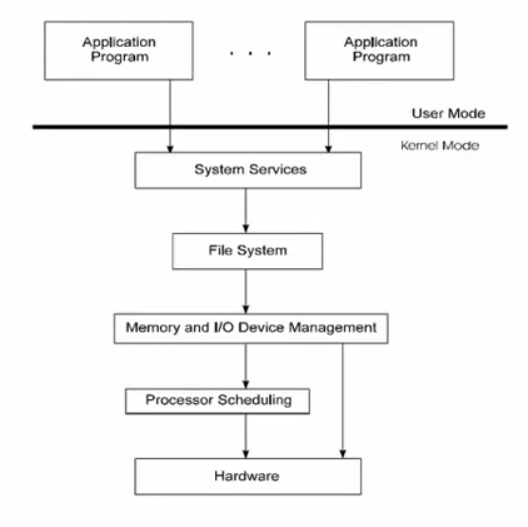 Application
Program
. . .
Application
Program
User Mode
Kernel Mode
System Services
File System
Memory and I/O Device Management
Processor Scheduling
Hardware